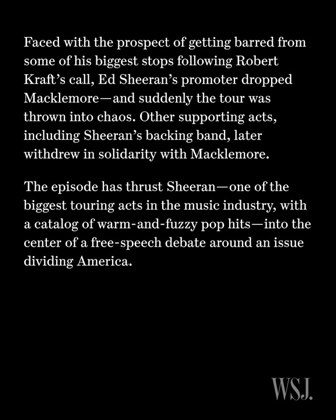 Faced with the prospect of getting barred from
some of his biggest stops following Robert
Kraft’s call, Ed Sheeran’s promoter dropped
Macklemore—and suddenly the tour was
thrown into chaos. Other supporting acts,
including Sheeran’s backing band, later
withdrew in solidarity with Macklemore.
The episode has thrust Sheeran—one of the
biggest touring acts in the music industry, with
a catalog of warm-and-fuzzy pop hits—into the
center of a free-speech debate around an issue
dividing America.
WSJ.